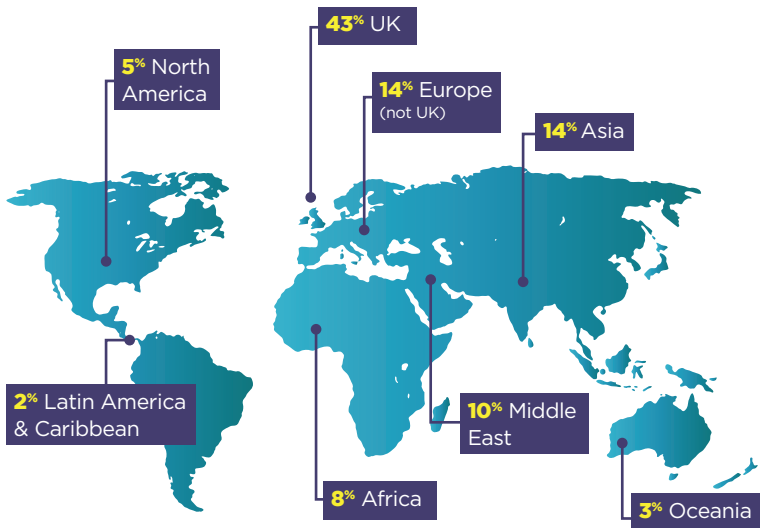 43% UK
5% North
America
14% Europe
(not UK)
14% Asia
2% Latin America
& Caribbean
10% Middle
East
8% Africa
3% Oceania